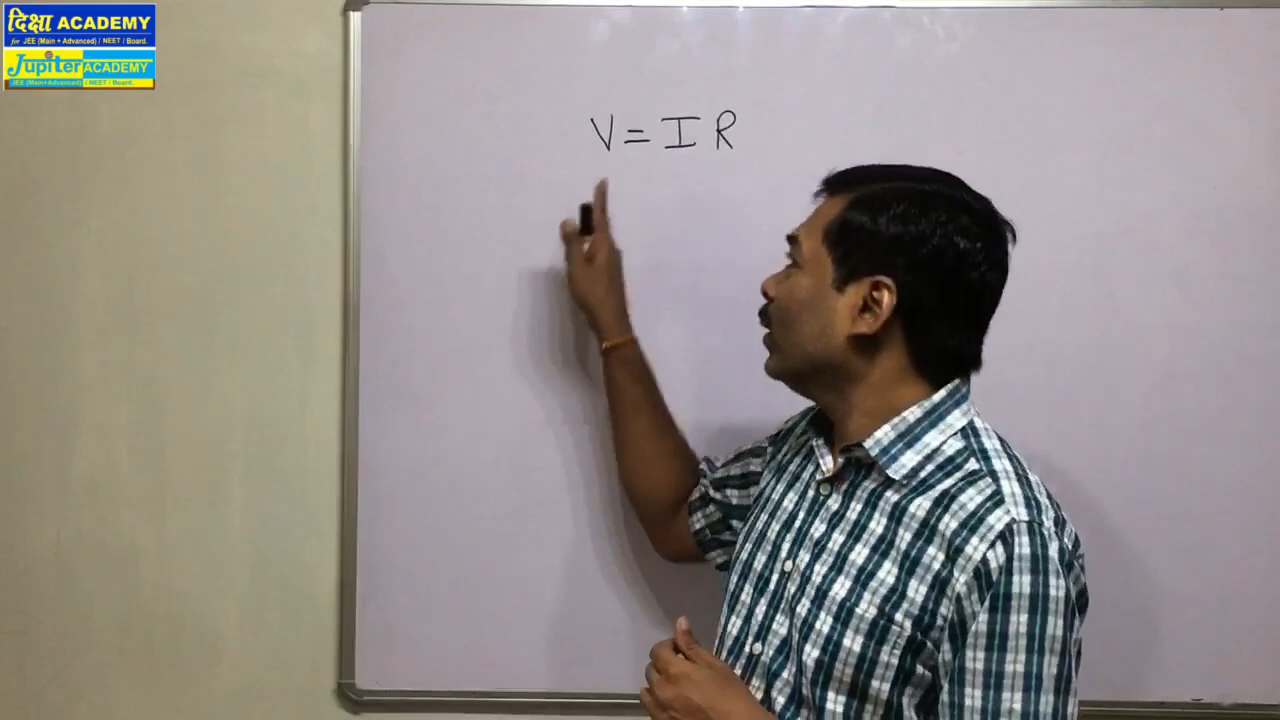 दिक्षा ACADEMY
for JEE (Main + Advanced) / NEET / Board.
Jupiter ACADEMY
JEE (Main+Advanced) / NEET / Board.
V = I R